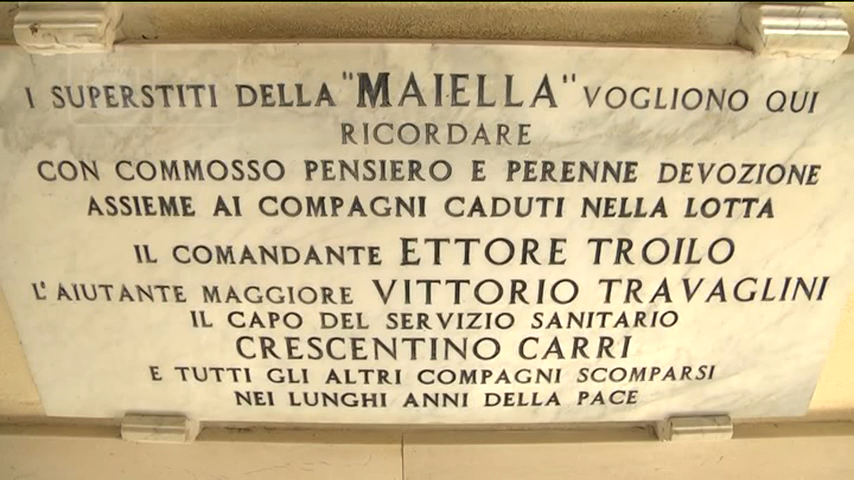 I SUPERSTITI DELLA "MAIELLA" VOGLIONO QUI
RICORDARE
CON COMMOSSO PENSIERO E PERENNE DEVOZIONE
ASSIEME AI COMPAGNI CADUTI NELLA LOTTA
IL COMANDANTE ETTORE TROILO
L'AIUTANTE MAGGIORE VITTORIO TRAVAGLINI
IL CAPO DEL SERVIZIO SANITARIO
CRESCENTINO CARRI
E TUTTI GLI ALTRI COMPAGNI SCOMPARSI
NEI LUNGHI ANNI DELLA PACE